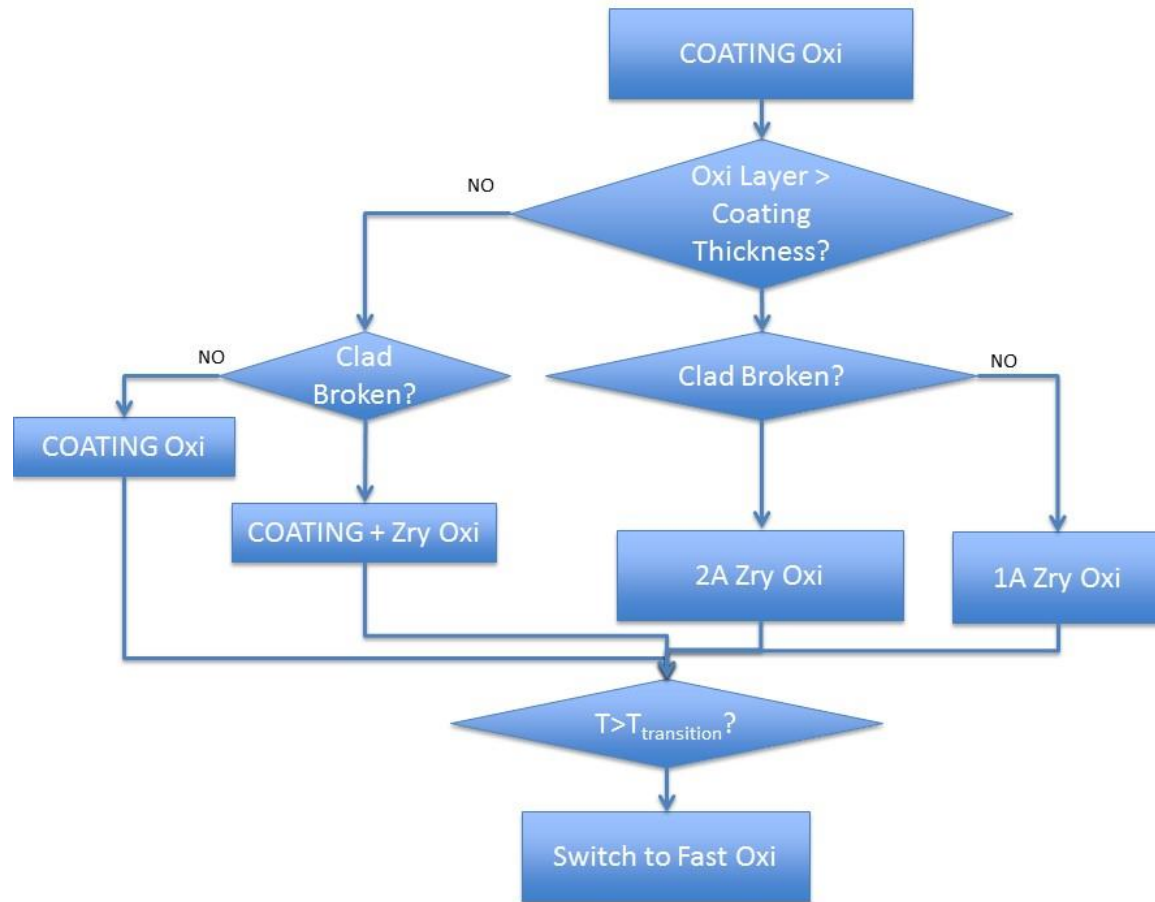 COATING Oxi
NO
Oxi Layer >
Coating
Thickness?
NO
Clad
Broken?
Clad Broken?
NO
COATING Oxi
COATING + Zry Oxi
2A Zry Oxi
1A Zry Oxi
T>Ttransition?
Switch to Fast Oxi